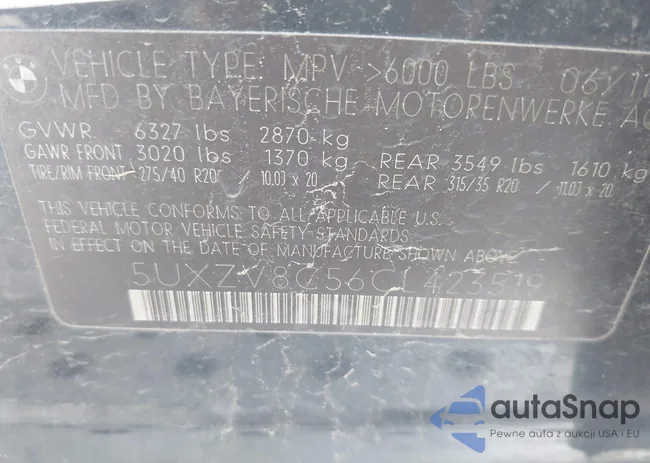 BMW
VEHICLE TYPE: MPV >6000 LBS 06/11
MFD BY BAYERISCHE MOTORENWERKE AG
GVWR 6327 lbs 2870 kg
GAWR FRONT 3020 lbs 1370 kg REAR 3549 lbs 1610 kg
TIRE/RIM FRONT 275/40 R20 / 10.0J x 20 REAR 315/35 R20 / 11.0J x 20
THIS VEHICLE CONFORMS TO ALL APPLICABLE U.S.
FEDERAL MOTOR VEHICLE SAFETY STANDARDS
IN EFFECT ON THE DATE OF MANUFACTURE SHOWN ABOVE
5UXZV8C56CL423519
autaSnap
Pewne auta z aukcji USA i EU